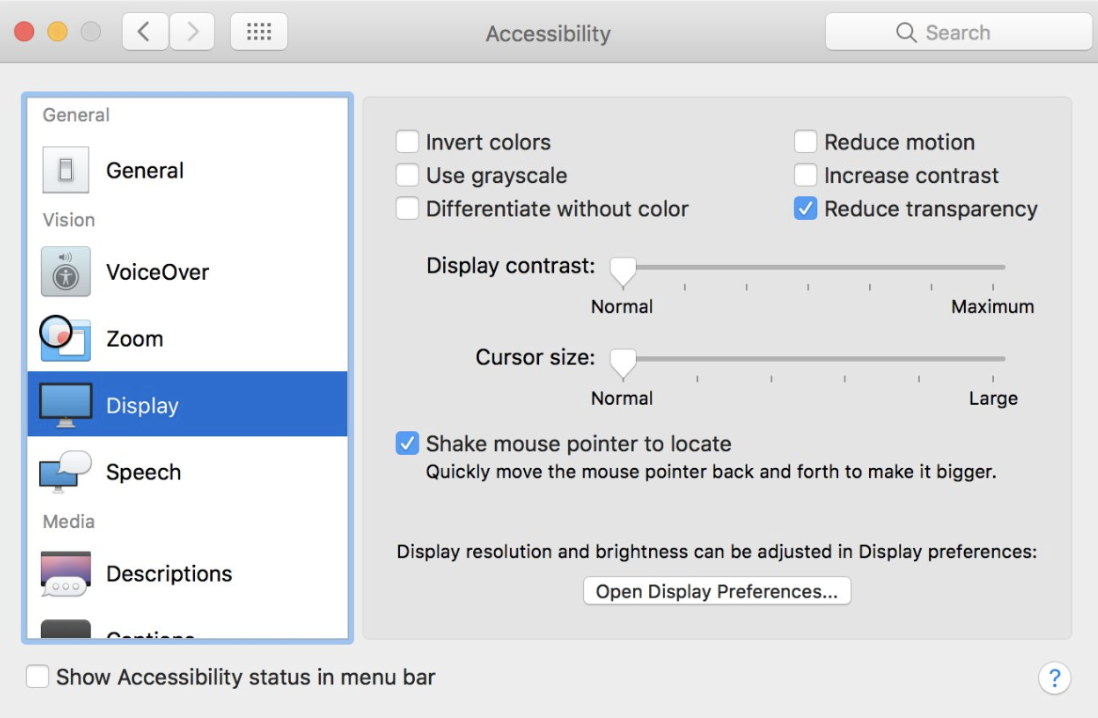 Accessibility
Search
General
General
Vision
VoiceOver
Zoom
Display
Speech
Media
Descriptions
Captions
Invert colors
Use grayscale
Differentiate without color
Reduce motion
Increase contrast
Reduce transparency
Display contrast:
Normal
Maximum
Cursor size:
Normal
Large
Shake mouse pointer to locate
Quickly move the mouse pointer back and forth to make it bigger.
Display resolution and brightness can be adjusted in Display preferences:
Open Display Preferences...
Show Accessibility status in menu bar
?